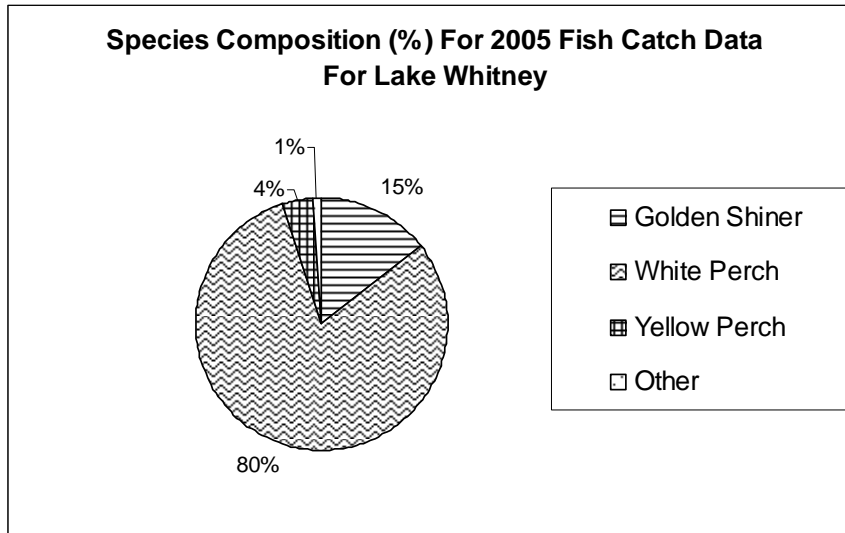 Species Composition (%) For 2005 Fish Catch Data
For Lake Whitney
1%
4%
15%
80%
Golden Shiner
White Perch
Yellow Perch
Other